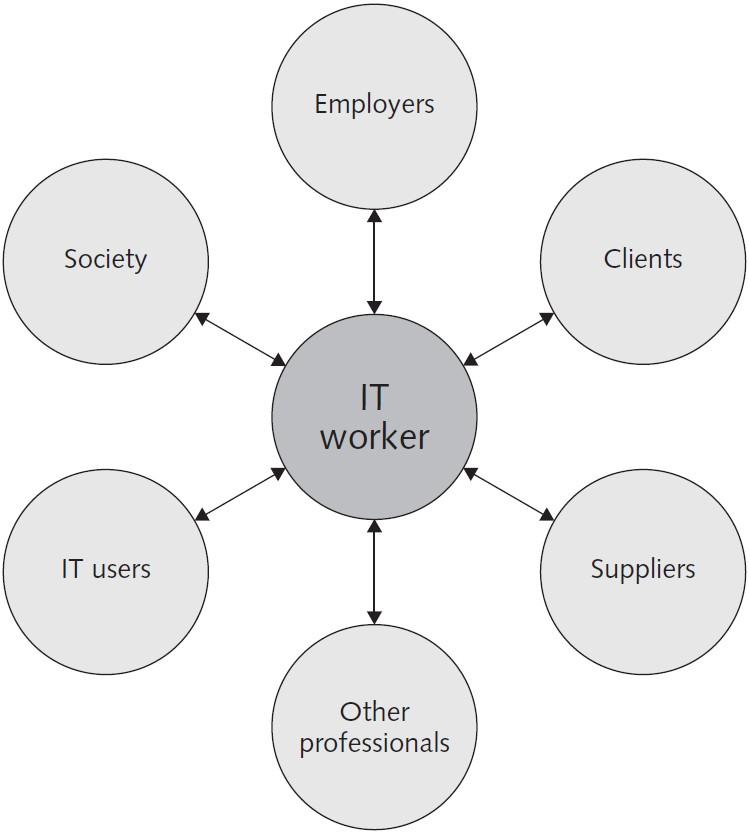 Employers
Society
Clients
IT
worker
IT users
Suppliers
Other
professionals